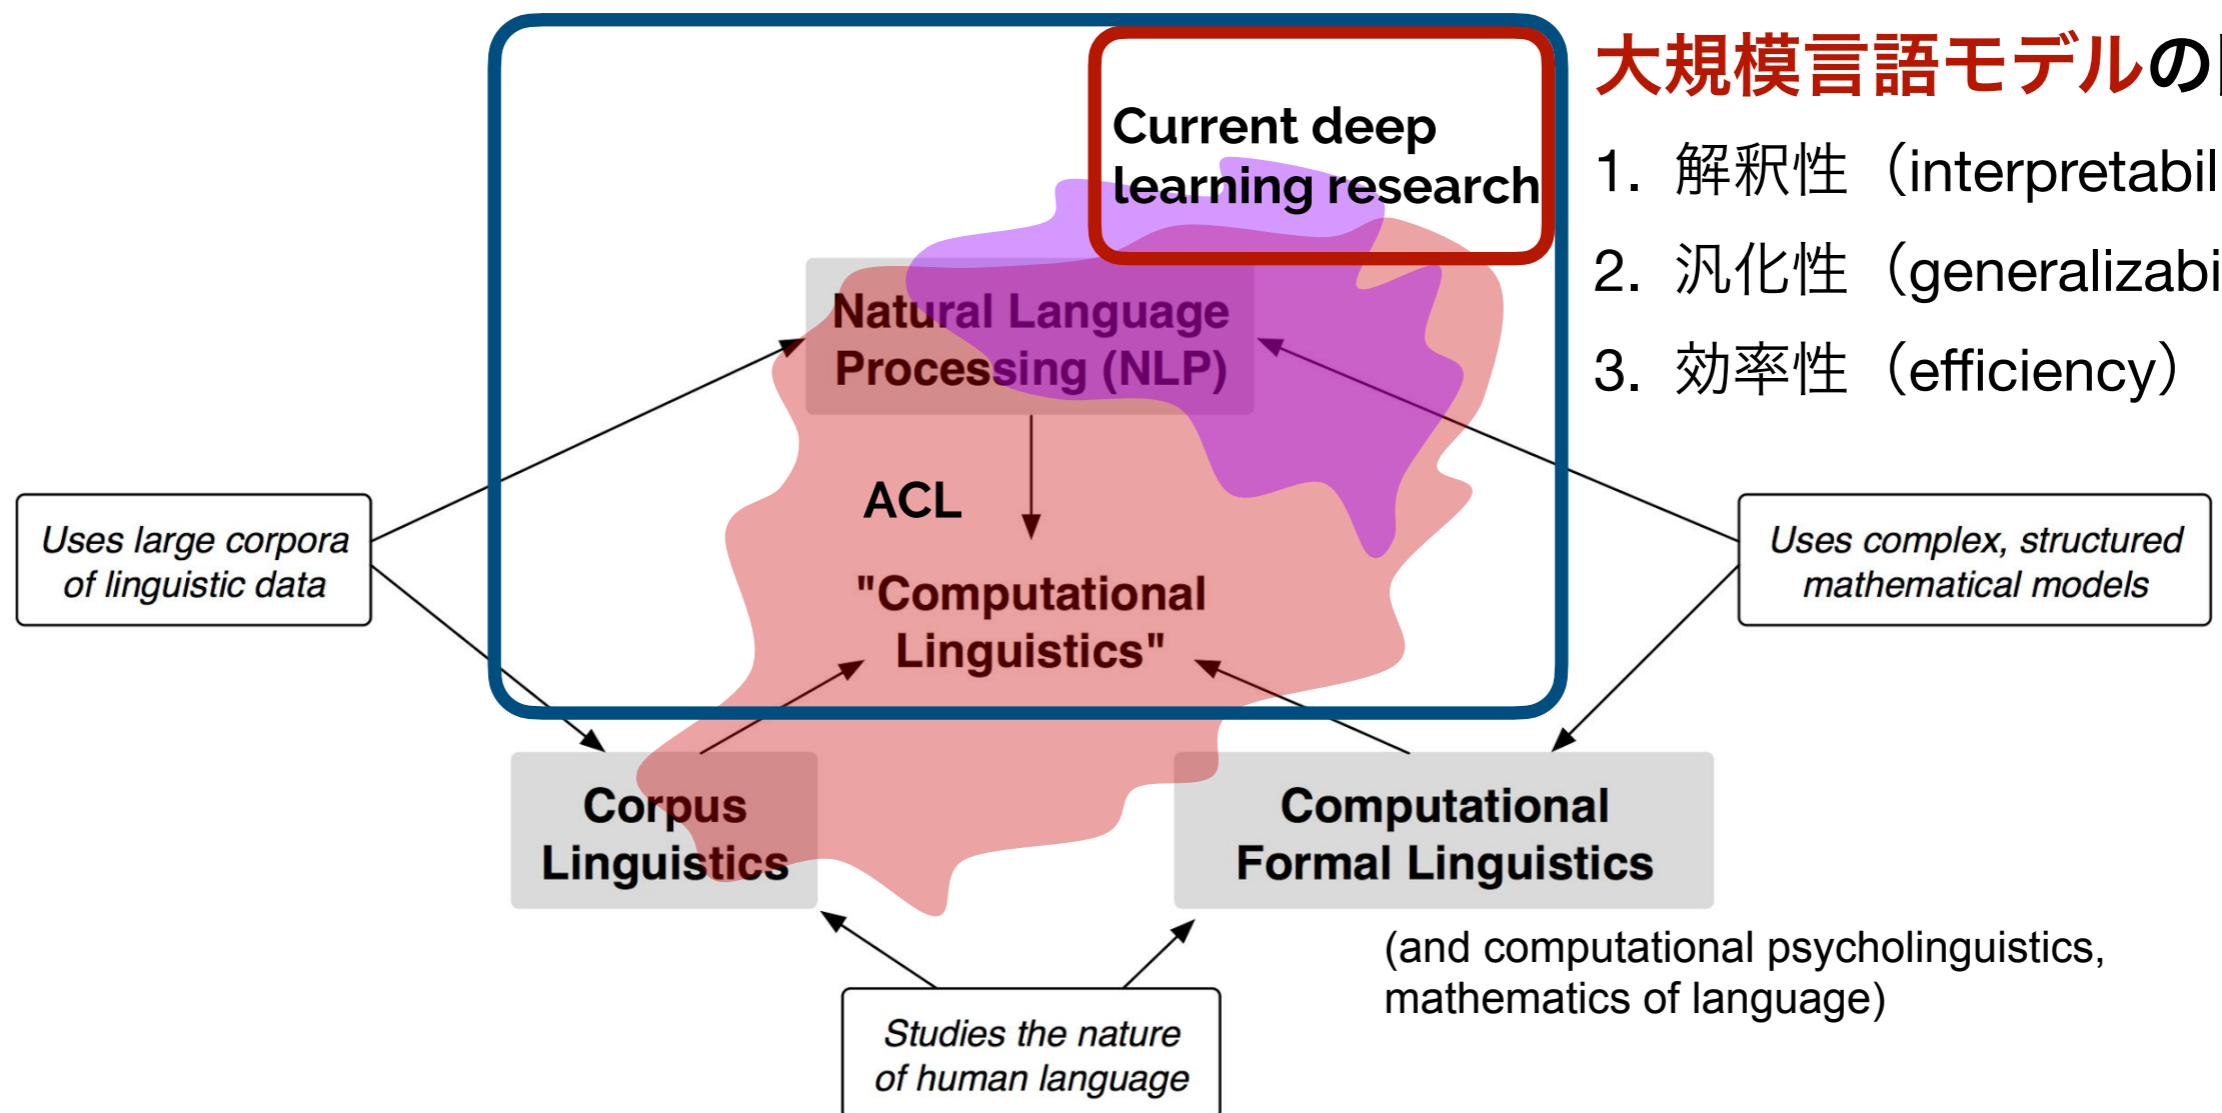 大規模言語モデルの
Current deep
learning research
1. 解釈性（interpretabil
2. 汎化性（generalizabi
3. 効率性（efficiency）
Natural Language
Processing (NLP)
ACL
Uses large corpora
of linguistic data
Uses complex, structured
mathematical models
"Computational
Linguistics"
Corpus
Linguistics
Computational
Formal Linguistics
(and computational psycholinguistics,
mathematics of language)
Studies the nature
of human language